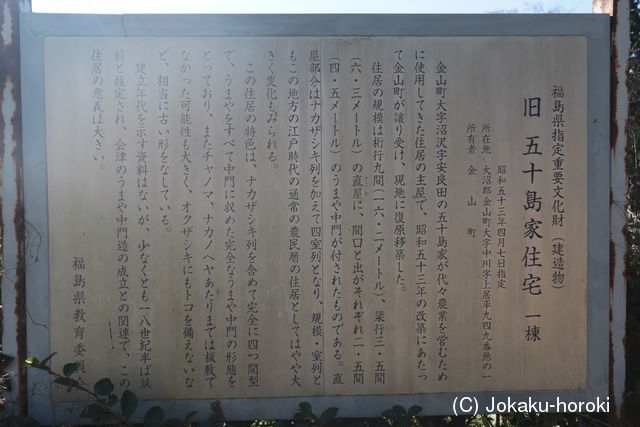 福島県指定重要文化財（建造物）
旧 五十島家住宅 一棟
昭和五十三年四月七日指定
所在地 大沼郡金山町大字中川字上居平九四九番地の一
所有者 金山町
金山町大字沼沢字安良田の五十島家が代々農業を営むため
に使用してきた住居の主屋で、昭和五十三年の改築にあたっ
て金山町が譲り受け、現地に復原移築した。
住居の規模は桁行九間（一六・二メートル）、梁行三・五間
（六・三メートル）の直屋に、間口と出がそれぞれ二・五間
（四・五メートル）のうまや中門が付されたものである。直
屋部分はナカザシキ列を加えて四室列となり、規模・室列と
もこの地方の江戸時代の通常の農民層の住居としてはやや大
きく変化もみられる。
この住居の特色は、ナカザシキ列を含めて完全に四つ間型
で、うまやをすべて中門に収めた完全なうまや中門の形態を
とっており、またチャノマ、ナカノヘヤあたりまでは板敷で
なかった可能性も大きく、オクザシキにもトコを備えないな
ど、相当に古い形をなしている。
建立年代を示す資料はないが、少なくとも一八世紀半ば以
前と推定され、会津のうまや中門造の成立との関連で、この
住居の意義は大きい。
福島県教育委員
(C) Jokaku-horoki